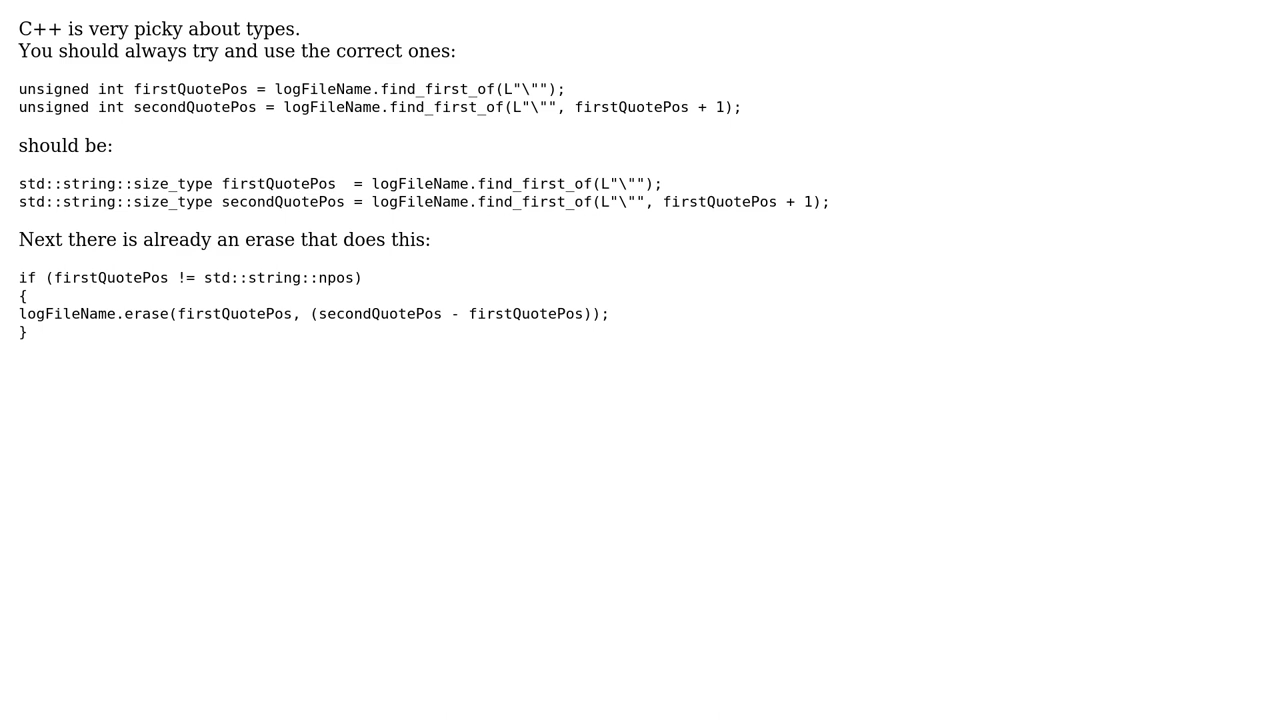 C++ is very picky about types.
You should always try and use the correct ones:
unsigned int firstQuotePos = logFileName.find_first_of(L"\"");
unsigned int secondQuotePos = logFileName.find_first_of(L"\"", firstQuotePos + 1);
should be:
std::string::size_type firstQuotePos  = logFileName.find_first_of(L"\"");
std::string::size_type secondQuotePos = logFileName.find_first_of(L"\"", firstQuotePos + 1);
Next there is already an erase that does this:
if (firstQuotePos != std::string::npos)
{
logFileName.erase(firstQuotePos, (secondQuotePos - firstQuotePos));
}